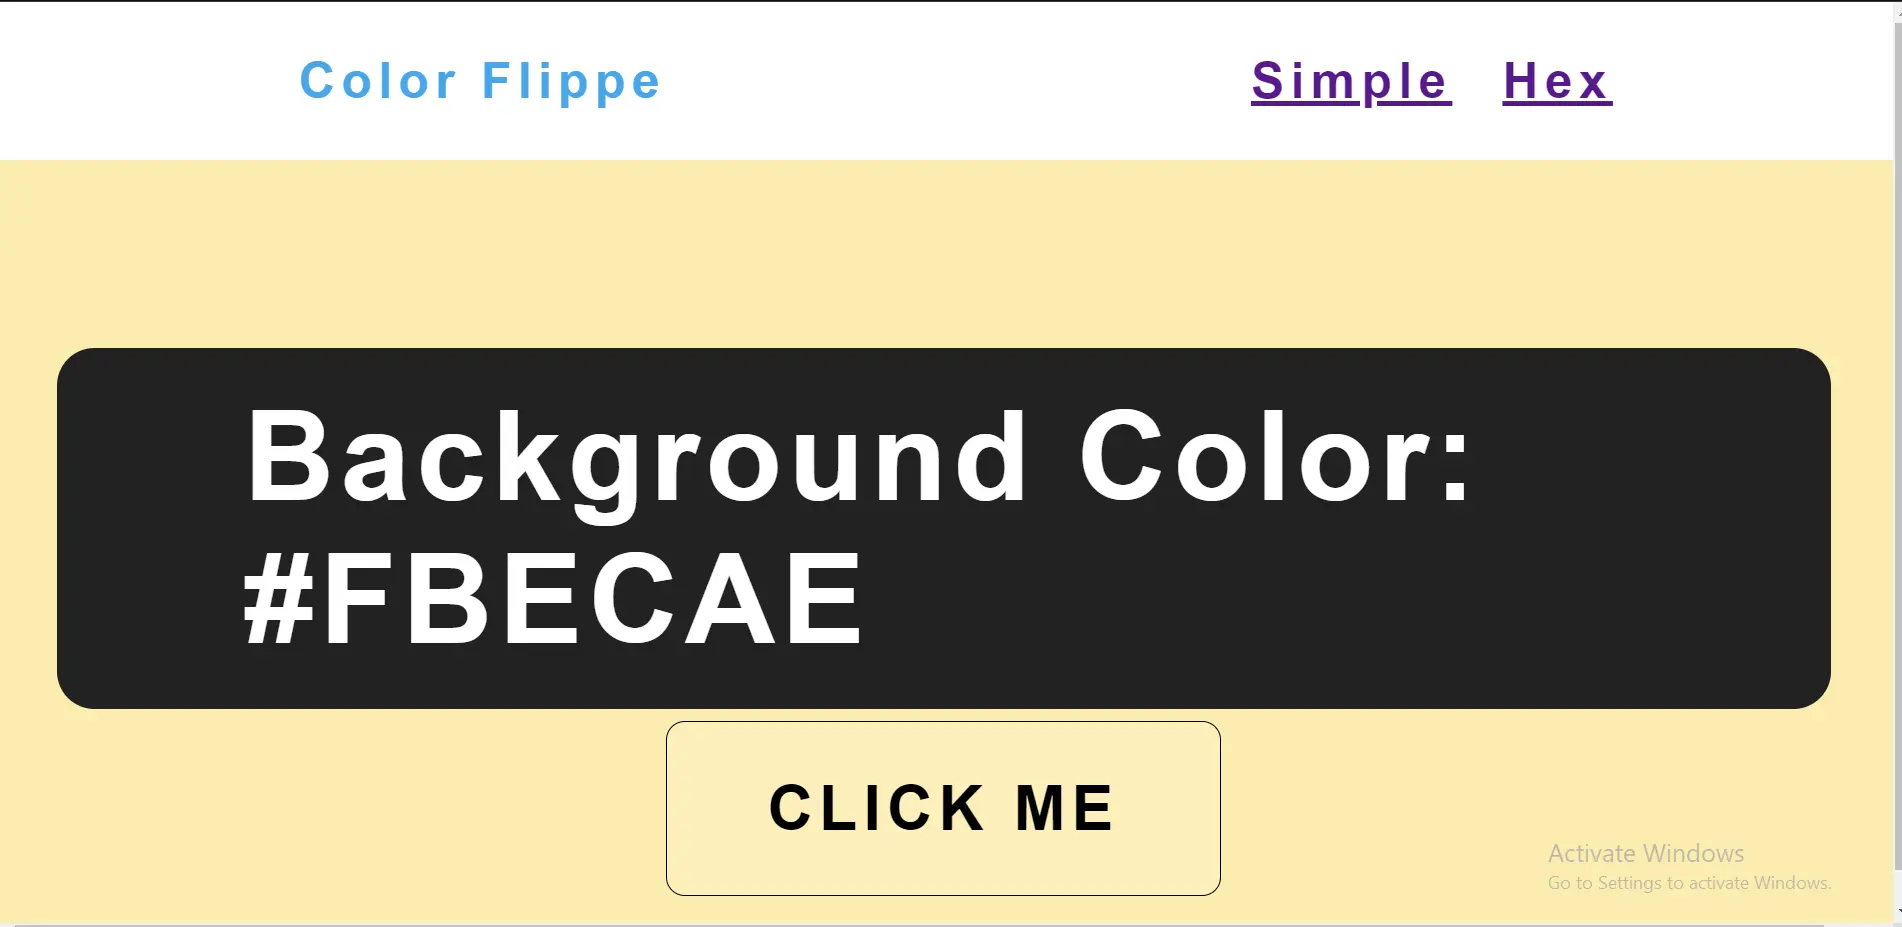 Color Flippe
Simple Hex
Background Color:
#FBECAE
CLICK ME
Activate Windows
Go to Settings to activate Windows.